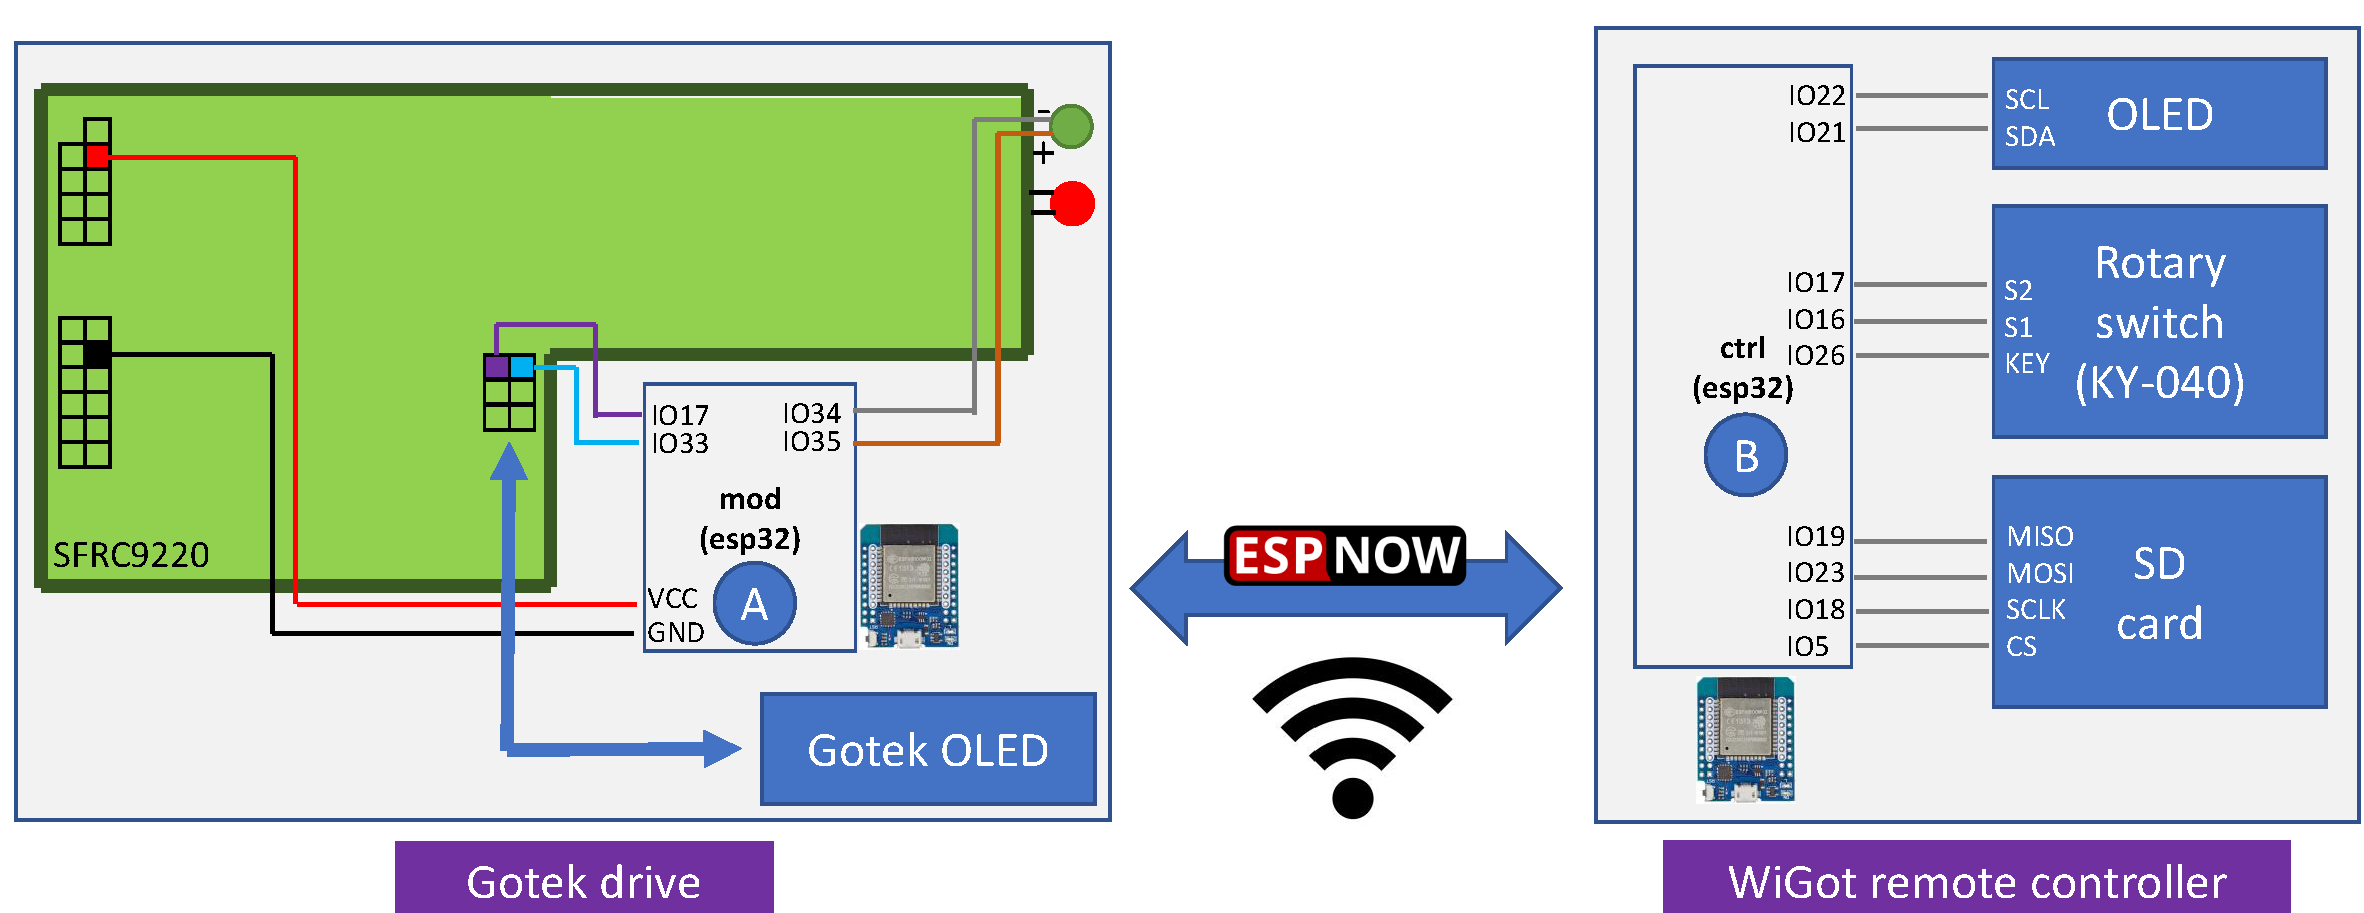 -
+
SFRC9220
IO17
IO33
IO34
IO35
mod
(esp32)
A
VCC
GND
Gotek OLED
Gotek drive
ESP NOW
IO22
IO21
IO17
IO16
IO26
ctrl
(esp32)
B
IO19
IO23
IO18
IO5
SCL
SDA
OLED
S2
S1
KEY
Rotary
switch
(KY-040)
MISO
MOSI
SCLK
CS
SD
card
WiGot remote controller